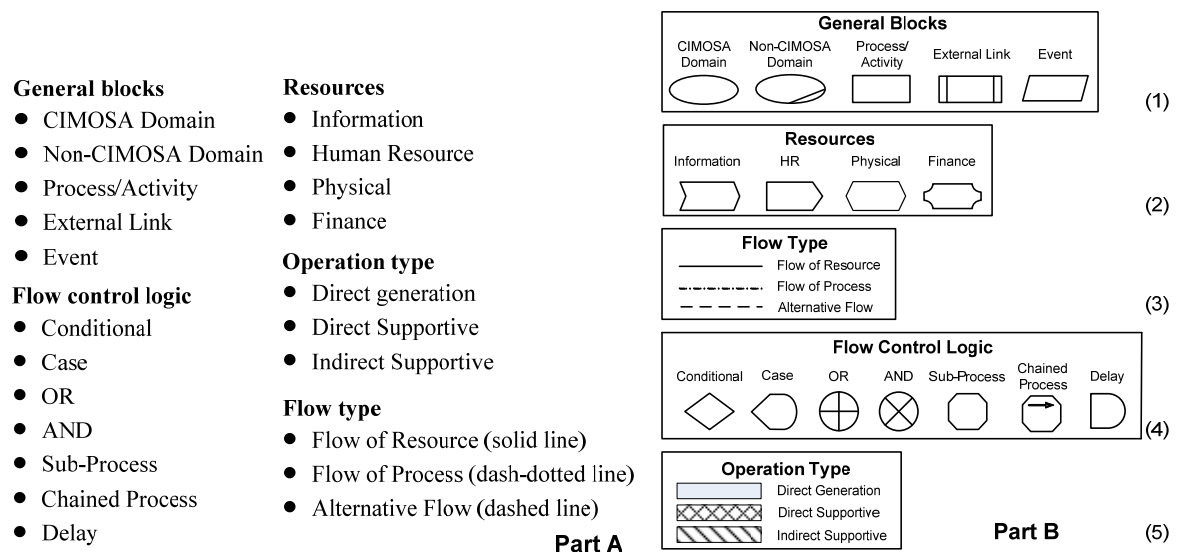 General blocks
● CIMOSA Domain
● Non-CIMOSA Domain
● Process/Activity
● External Link
● Event
Flow control logic
● Conditional
● Case
● OR
● AND
● Sub-Process
● Chained Process
● Delay
Resources
● Information
● Human Resource
● Physical
● Finance
Operation type
● Direct generation
● Direct Supportive
● Indirect Supportive
Flow type
● Flow of Resource (solid line)
● Flow of Process (dash-dotted line)
● Alternative Flow (dashed line)
Part A
General Blocks
CIMOSA Domain
Non-CIMOSA Domain
Process/ Activity
External Link
Event
(1)
Resources
Information
HR
Physical
Finance
(2)
Flow Type
Flow of Resource
Flow of Process
Alternative Flow
(3)
Flow Control Logic
Conditional
Case
OR
AND
Sub-Process
Chained Process
Delay
(4)
Operation Type
Direct Generation
Direct Supportive
Indirect Supportive
Part B
(5)